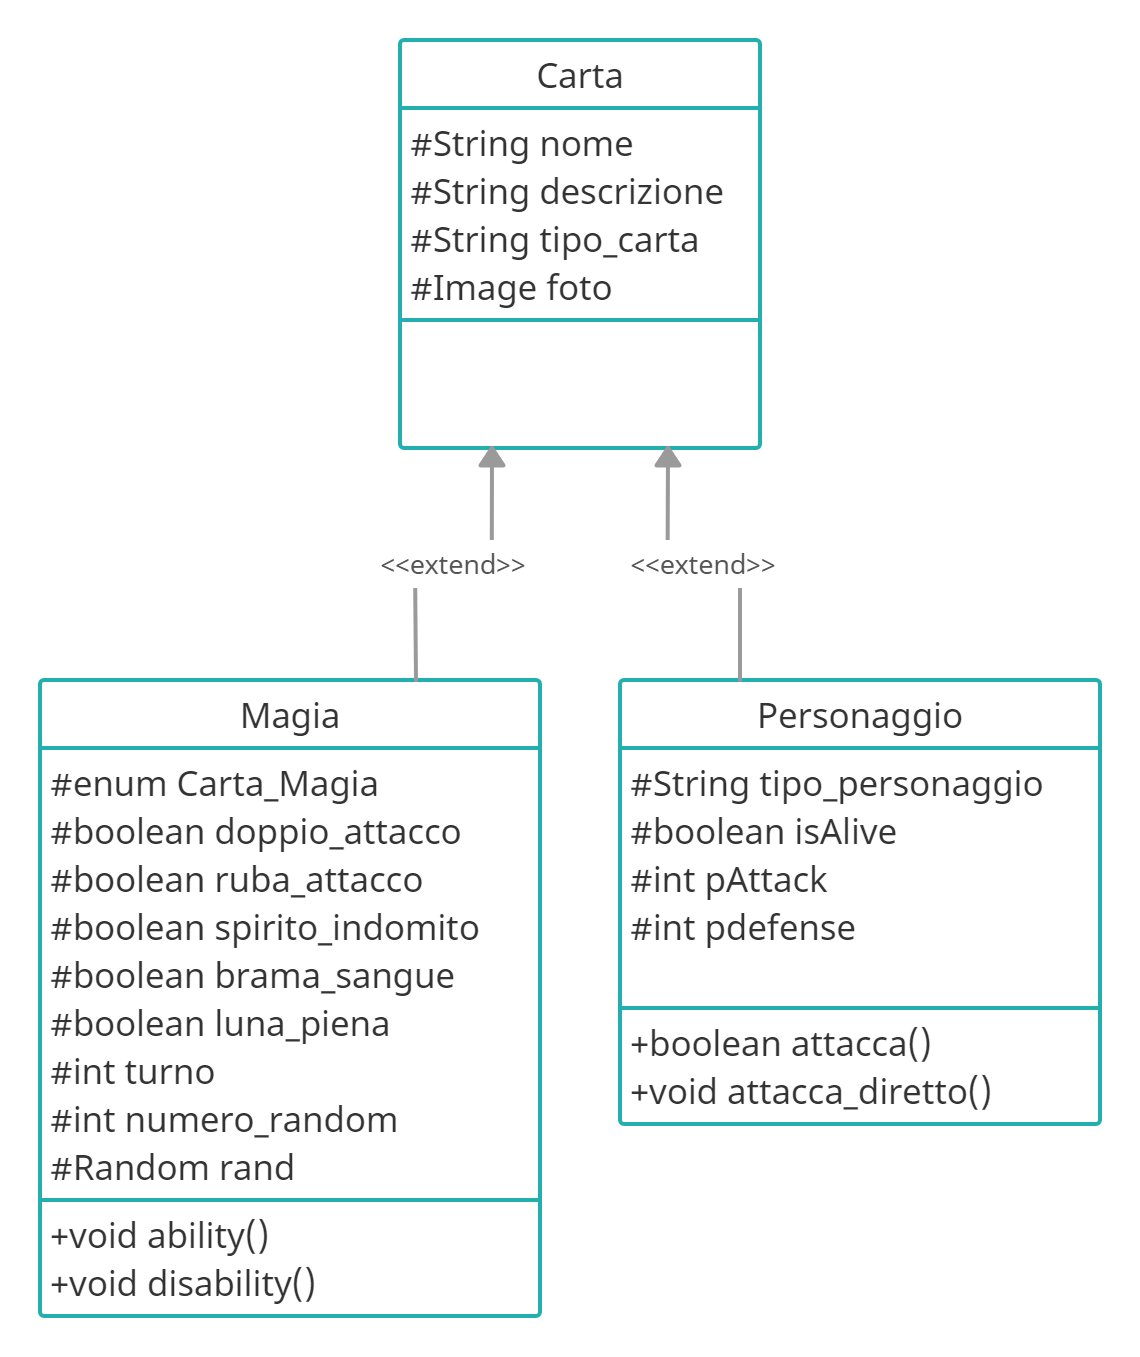 Carta
#String nome
#String descrizione
#String tipo_carta
#Image foto
<<extend>>
<<extend>>
Magia
#enum Carta_Magia
#boolean doppio_attacco
#boolean ruba_attacco
#boolean spirito_indomito
#boolean brama_sangue
#boolean luna_piena
#int turno
#int numero_random
#Random rand
+void ability()
+void disability()
Personaggio
#String tipo_personaggio
#boolean isAlive
#int pAttack
#int pdefense
+boolean attacca()
+void attacca_diretto()